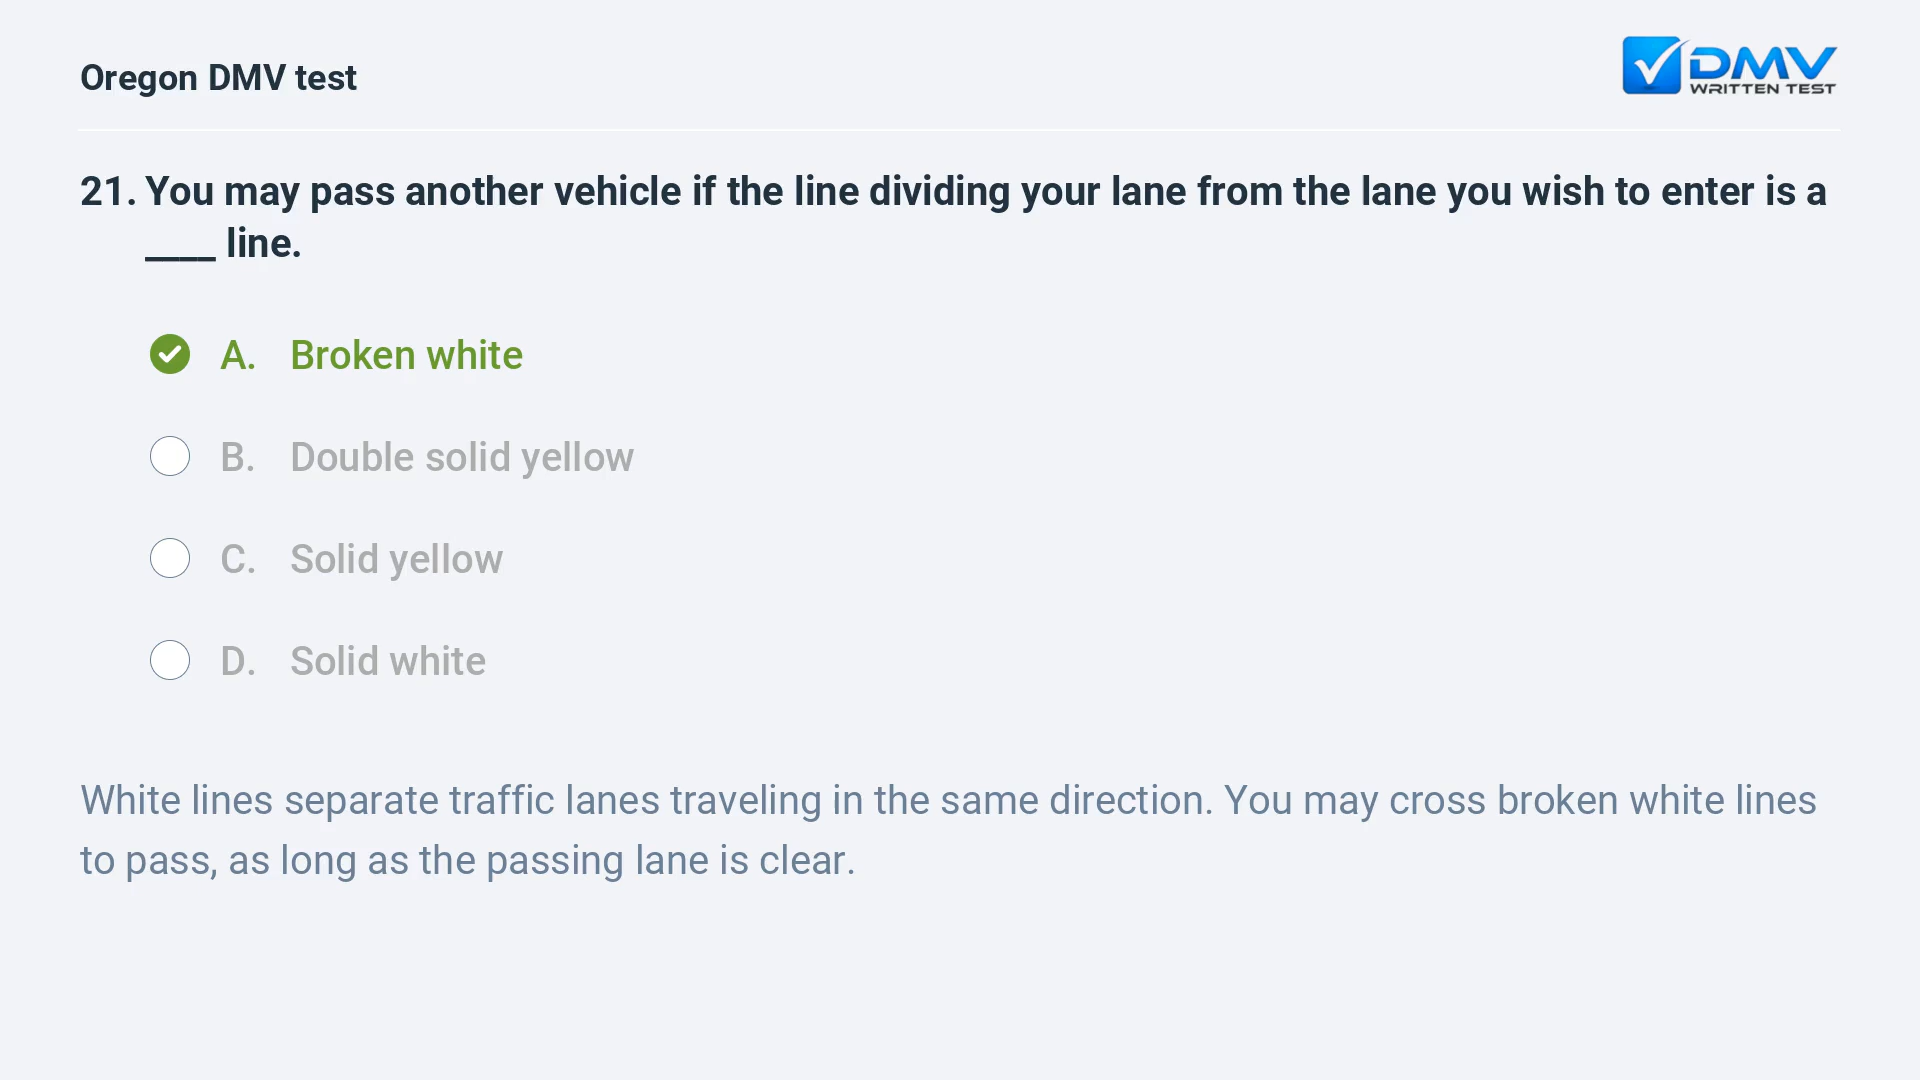 Oregon DMV test
DMV
WRITTEN TEST
21. You may pass another vehicle if the line dividing your lane from the lane you wish to enter is a
____ line.
A. Broken white
B. Double solid yellow
C. Solid yellow
D. Solid white
White lines separate traffic lanes traveling in the same direction. You may cross broken white lines
to pass, as long as the passing lane is clear.